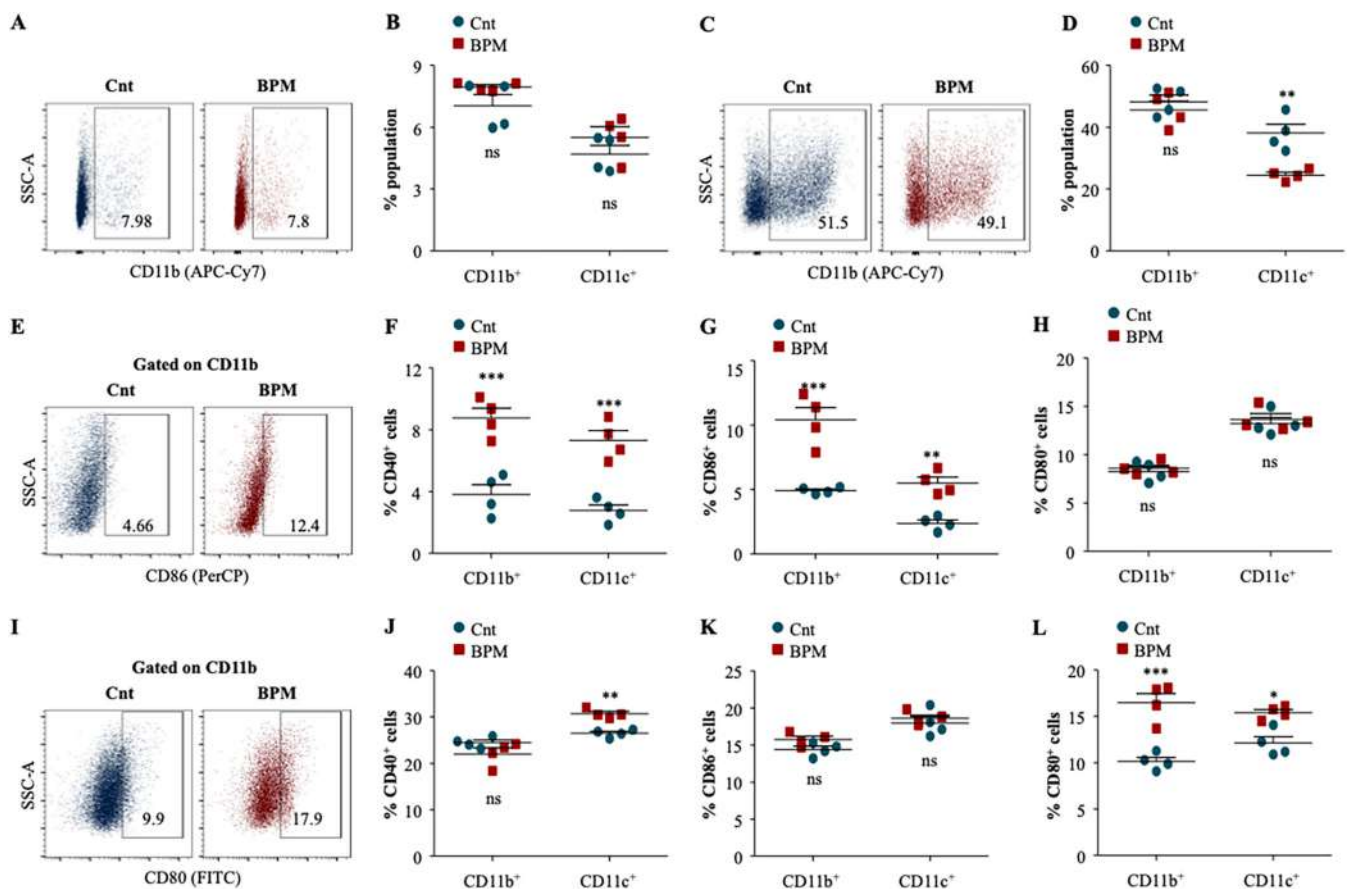 A
Cnt
BPM
SSC-A
7.98
7.8
CD11b (APC-Cy7)
B
Cnt
BPM
% population
9
6
3
0
ns
ns
CD11b⁺
CD11c⁺
C
Cnt
BPM
SSC-A
51.5
49.1
CD11b (APC-Cy7)
D
Cnt
BPM
% population
60
40
20
0
ns
**
CD11b⁺
CD11c⁺
E
Gated on CD11b
Cnt
BPM
SSC-A
4.66
12.4
CD86 (PerCP)
F
Cnt
BPM
% CD40⁺ cells
12
8
4
0
***
***
CD11b⁺
CD11c⁺
G
Cnt
BPM
% CD86⁺ cells
15
10
5
0
***
**
CD11b⁺
CD11c⁺
H
Cnt
BPM
% CD80⁺ cells
20
15
10
5
0
ns
ns
CD11b⁺
CD11c⁺
I
Gated on CD11b
Cnt
BPM
SSC-A
9.9
17.9
CD80 (FITC)
J
Cnt
BPM
% CD40⁺ cells
40
30
20
10
0
ns
**
CD11b⁺
CD11c⁺
K
Cnt
BPM
% CD86⁺ cells
25
20
15
10
5
0
ns
ns
CD11b⁺
CD11c⁺
L
Cnt
BPM
% CD80⁺ cells
20
15
10
5
0
***
*
CD11b⁺
CD11c⁺